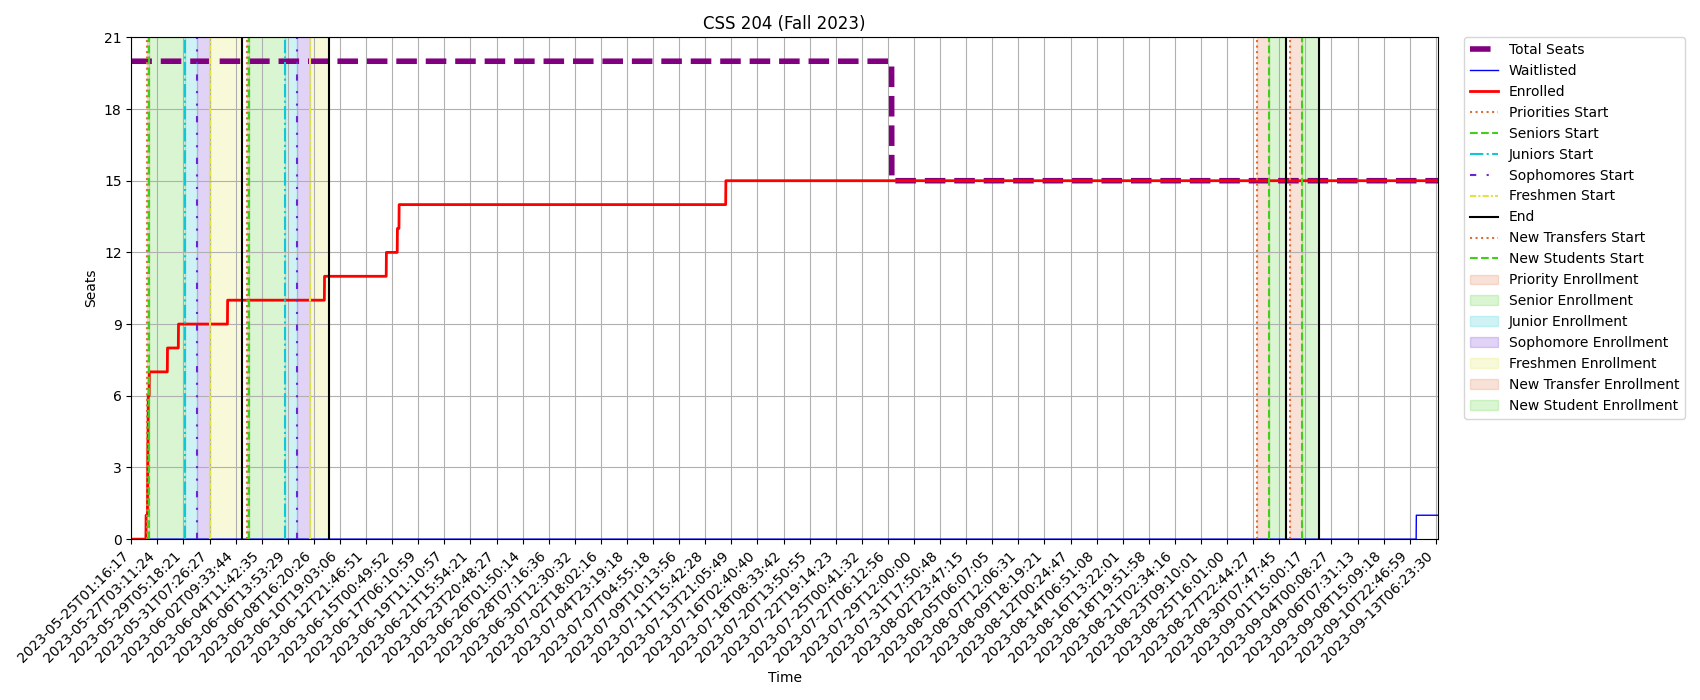 CSS 204 (Fall 2023)
21
18
15
12
9
6
3
0
Seats
2023-05-25T01:16:17
2023-05-27T03:11:24
2023-05-29T05:18:21
2023-05-31T07:26:27
2023-06-02T09:33:44
2023-06-04T11:42:35
2023-06-06T13:53:29
2023-06-08T16:20:26
2023-06-10T19:03:06
2023-06-12T21:46:51
2023-06-15T00:49:52
2023-06-17T06:10:59
2023-06-19T11:10:57
2023-06-21T15:54:21
2023-06-23T20:48:27
2023-06-26T01:50:14
2023-06-28T07:16:36
2023-06-30T12:30:32
2023-07-02T18:02:16
2023-07-04T23:19:18
2023-07-07T04:55:18
2023-07-09T10:13:56
2023-07-11T15:42:28
2023-07-13T21:05:49
2023-07-16T02:40:40
2023-07-18T08:33:42
2023-07-20T13:50:55
2023-07-22T19:14:23
2023-07-25T00:41:32
2023-07-27T06:12:56
2023-07-29T12:00:00
2023-07-31T17:50:48
2023-08-02T23:47:15
2023-08-05T06:07:05
2023-08-07T12:06:31
2023-08-09T18:19:21
2023-08-12T00:24:47
2023-08-14T06:51:08
2023-08-16T13:22:01
2023-08-18T19:51:58
2023-08-21T02:34:16
2023-08-23T09:10:01
2023-08-25T16:01:00
2023-08-27T22:44:27
2023-08-30T07:47:45
2023-09-01T15:00:17
2023-09-04T00:08:27
2023-09-06T07:31:13
2023-09-08T15:09:18
2023-09-10T22:46:59
2023-09-13T06:23:30
Time
Total Seats
Waitlisted
Enrolled
Priorities Start
Seniors Start
Juniors Start
Sophomores Start
Freshmen Start
End
New Transfers Start
New Students Start
Priority Enrollment
Senior Enrollment
Junior Enrollment
Sophomore Enrollment
Freshmen Enrollment
New Transfer Enrollment
New Student Enrollment